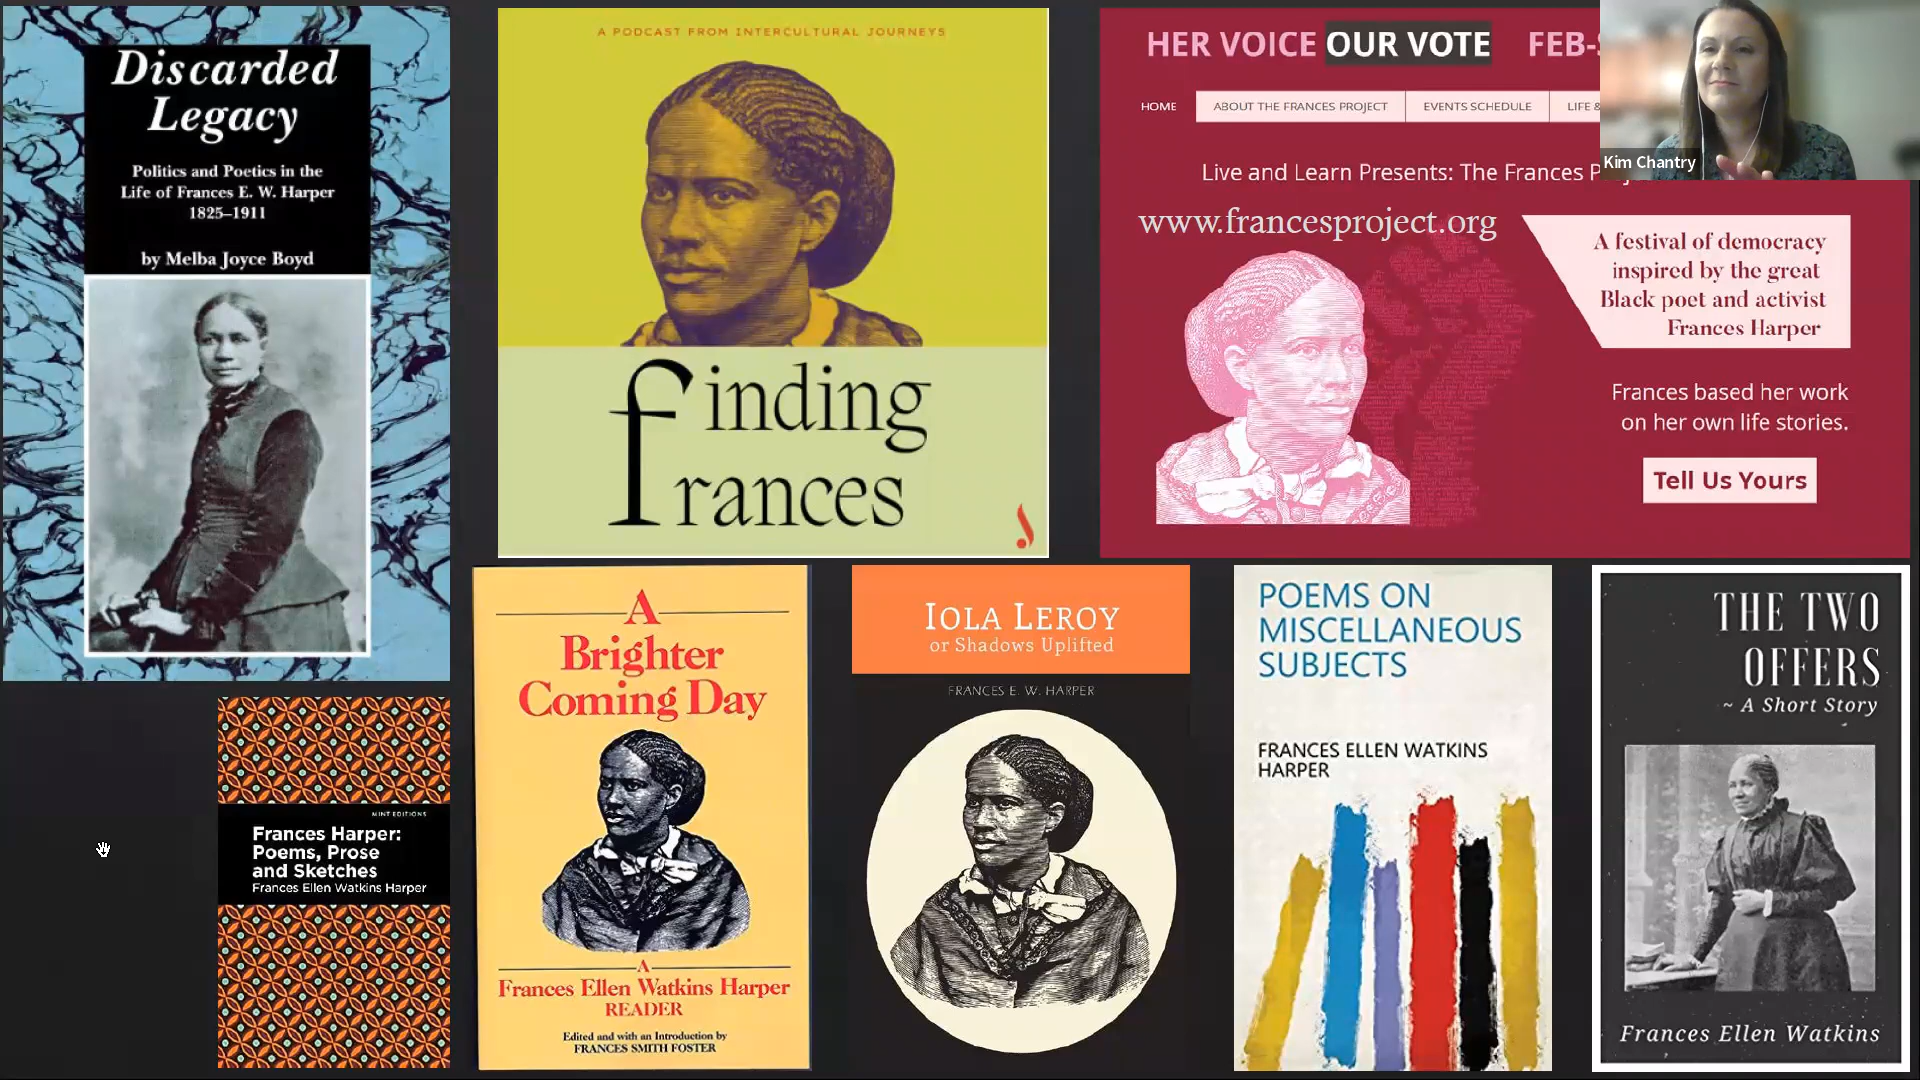 Discarded
Legacy
Politics and Poetics in the
Life of Frances E. W. Harper
1825–1911
by Melba Joyce Boyd
A PODCAST FROM INTERCULTURAL JOURNEYS
finding
frances
HER VOICE OUR VOTE FEB-
HOME ABOUT THE FRANCES PROJECT EVENTS SCHEDULE LIFE &
Live and Learn Presents: The Frances
www.francesproject.org
A festival of democracy
inspired by the great
Black poet and activist
Frances Harper
Frances based her work
on her own life stories.
Tell Us Yours
Kim Chantry
MINT EDITIONS
Frances Harper:
Poems, Prose
and Sketches
Frances Ellen Watkins Harper
A
Brighter
Coming Day
A
Frances Ellen Watkins Harper
READER
Edited and with an Introduction by
FRANCES SMITH FOSTER
IOLA LEROY
or Shadows Uplifted
FRANCES E. W. HARPER
POEMS ON
MISCELLANEOUS
SUBJECTS
FRANCES ELLEN WATKINS
HARPER
THE TWO
OFFERS
~ A Short Story
Frances Ellen Watkins